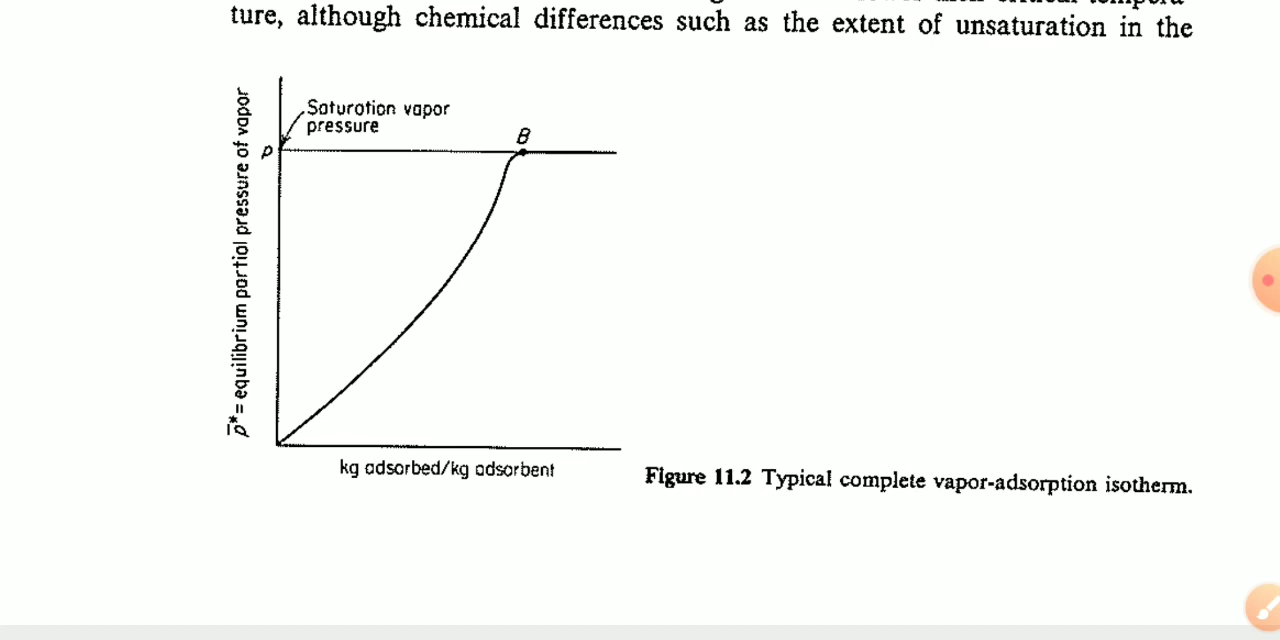 ture, although chemical differences such as the extent of unsaturation in the
Saturation vapor
pressure
B
p
p̄* = equilibrium partial pressure of vapor
kg adsorbed/kg adsorbent
Figure 11.2 Typical complete vapor-adsorption isotherm.